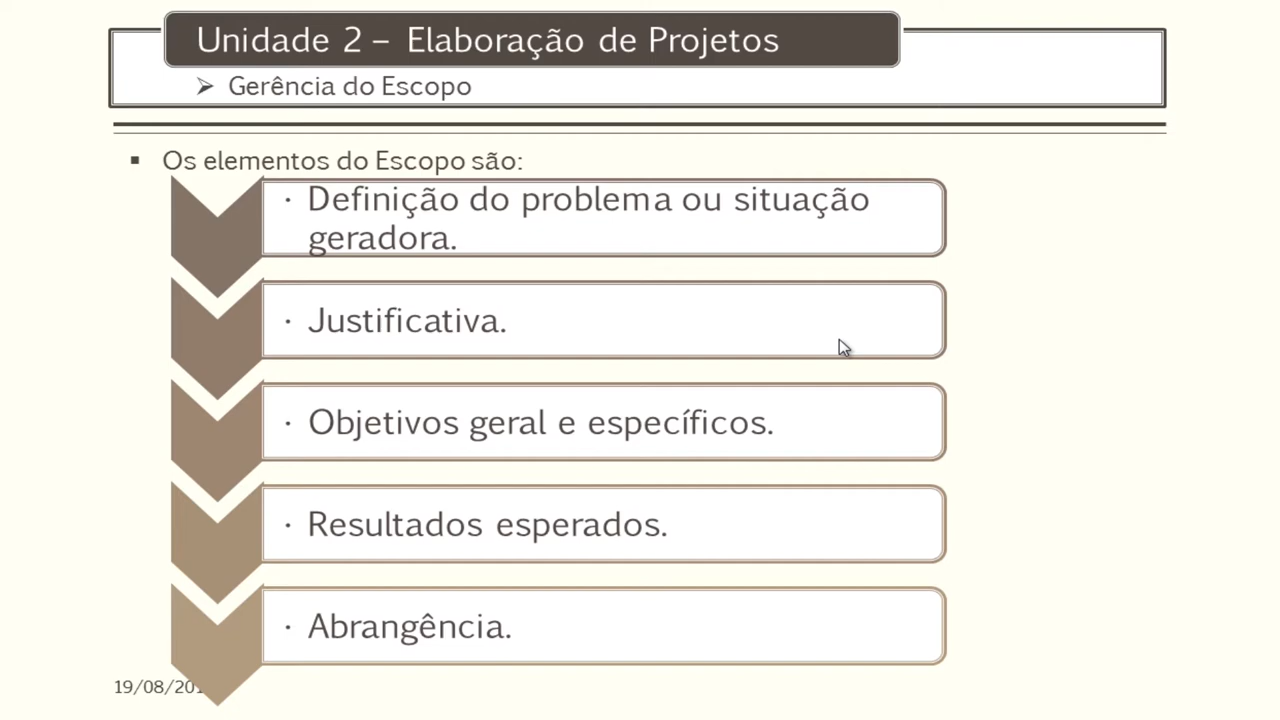 Unidade 2 – Elaboração de Projetos
➢ Gerência do Escopo
▪ Os elementos do Escopo são:
· Definição do problema ou situação
geradora.
· Justificativa.
· Objetivos geral e específicos.
· Resultados esperados.
· Abrangência.